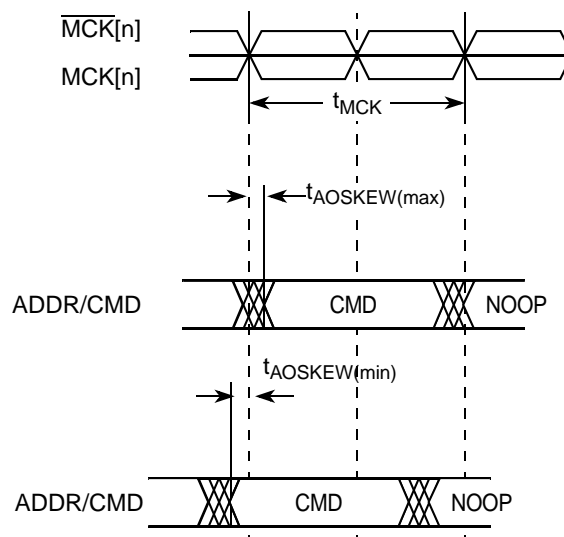 MCK[n]
MCK[n]
tMCK
tAOSKEW(max)
ADDR/CMD CMD NOOP
tAOSKEW(min)
ADDR/CMD CMD NOOP